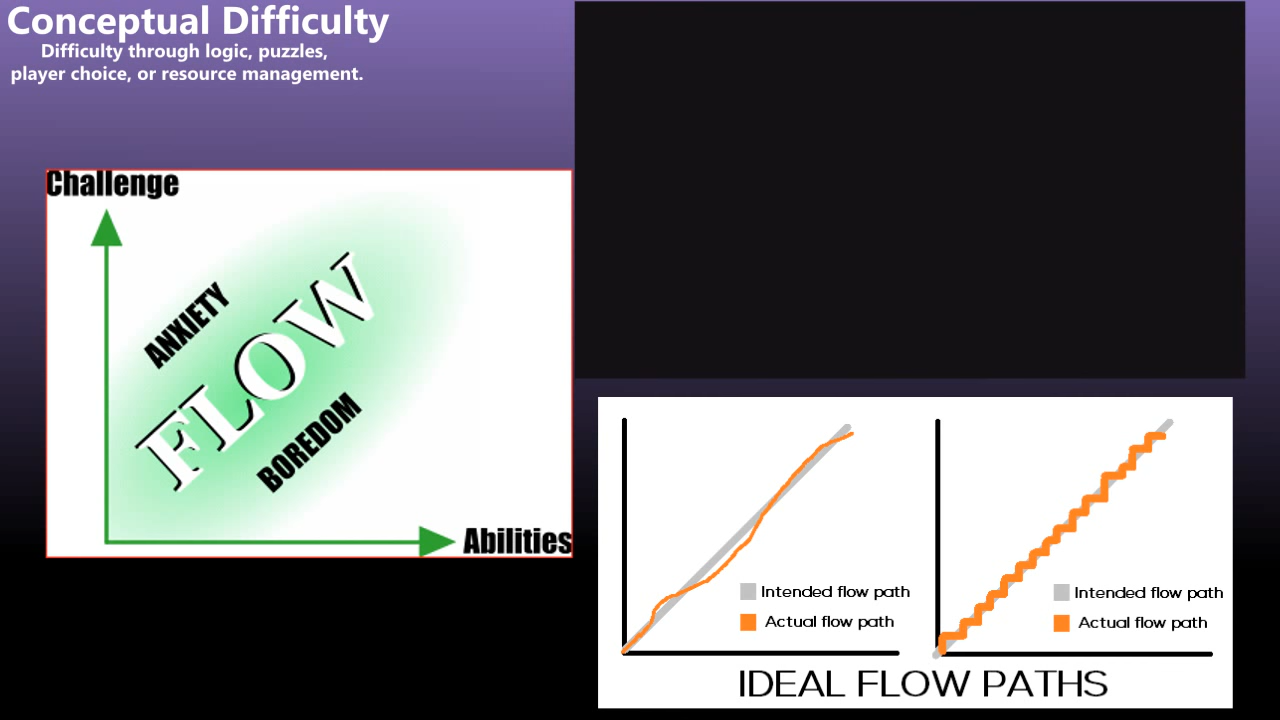 Conceptual Difficulty
Difficulty through logic, puzzles,
player choice, or resource management.
Challenge
ANXIETY
FLOW
BOREDOM
Abilities
Intended flow path
Actual flow path
Intended flow path
Actual flow path
IDEAL FLOW PATHS